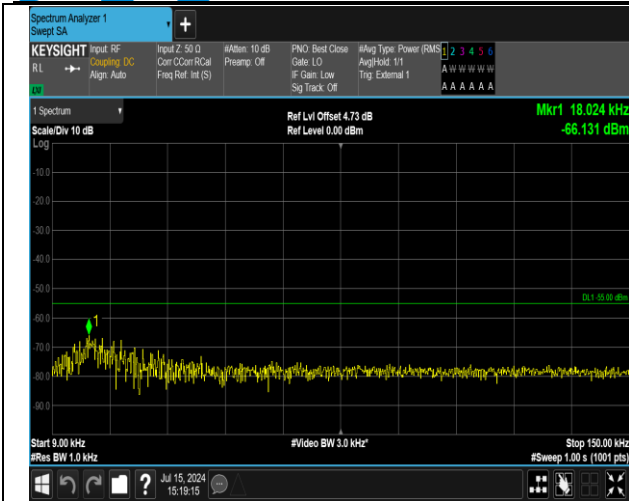 Spectrum Analyzer 1
Swept SA
+
KEYSIGHT
RL
LXI
Input: RF
Coupling: DC
Align: Auto
Input Z: 50 Ω
Corr CCorr RCal
Freq Ref: Int (S)
#Atten: 10 dB
Preamp: Off
PNO: Best Close
Gate: LO
IF Gain: Low
Sig Track: Off
#Avg Type: Power (RMS
Avg|Hold: 1/1
Trig: External 1
1 2 3 4 5 6
A W W W W W
A A A A A A
1 Spectrum
Ref Lvl Offset 4.73 dB
Mkr1 18.024 kHz
Scale/Div 10 dB
Ref Level 0.00 dBm
-66.131 dBm
Log
-10.0
-20.0
-30.0
-40.0
-50.0
DL1 -55.00 dBm
-60.0
1
-70.0
-80.0
-90.0
Start 9.00 kHz
#Video BW 3.0 kHz*
Stop 150.00 kHz
#Res BW 1.0 kHz
#Sweep 1.00 s (1001 pts)
?
Jul 15, 2024
15:19:15